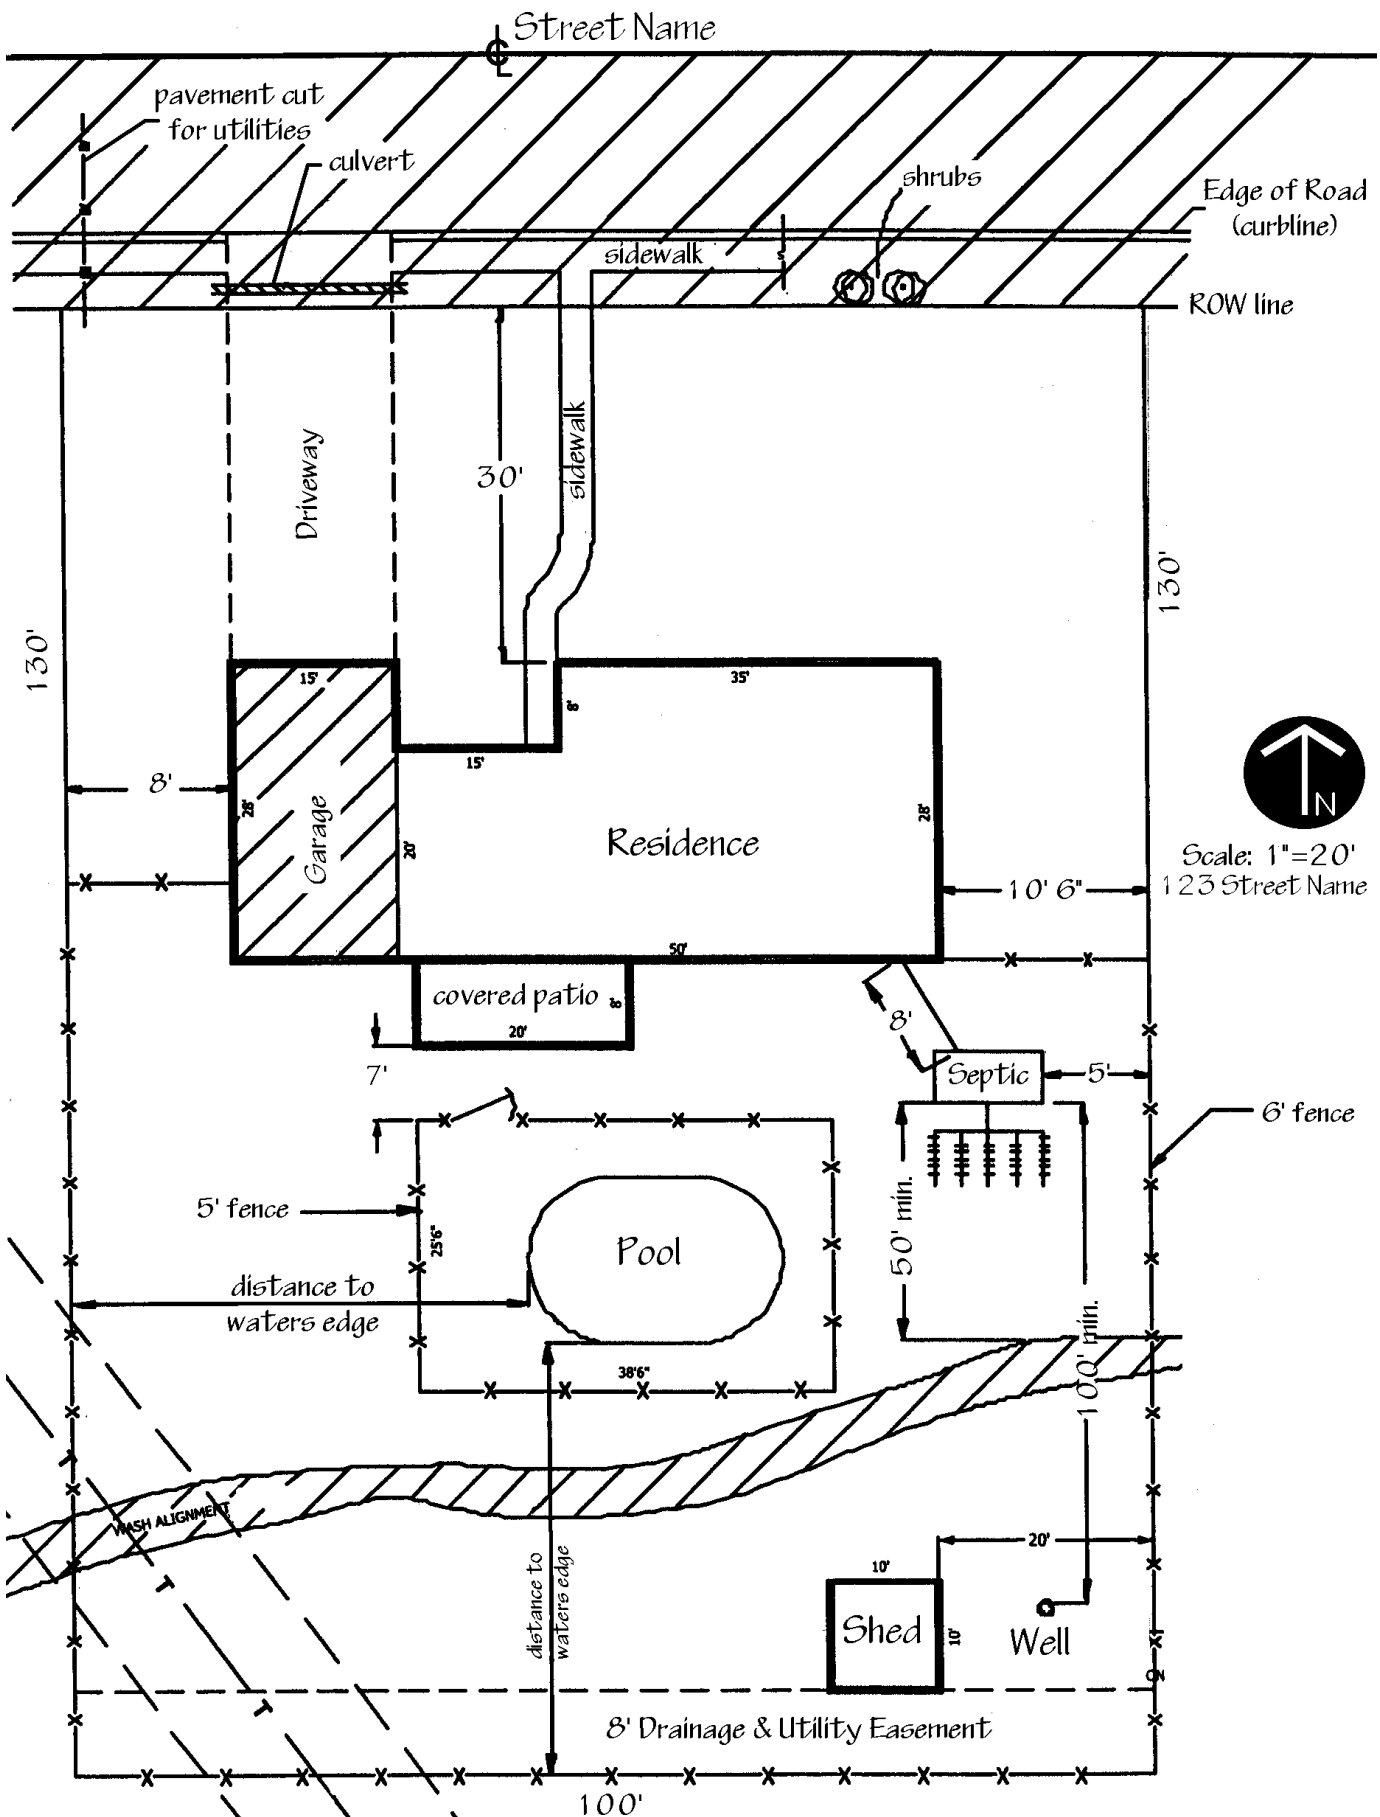 Street Name
pavement cut
for utilities
culvert
shrubs
Edge of Road
(curbline)
sidewalk
S
ROW line
Driveway
30'
sidewalk
130'
130'
15'
35'
8'
15'
8'
28'
Garage
20'
Residence
28'
N
Scale: 1"=20'
123 Street Name
10' 6"
50'
covered patio
8'
20'
8'
7'
Septic
5'
6' fence
5' fence
25'6"
Pool
50' min.
distance to
waters edge
100' min.
38'6"
WASH ALIGNMENT
T
T
T
distance to
waters edge
20'
10'
Shed
10'
Well
8' Drainage & Utility Easement
100'